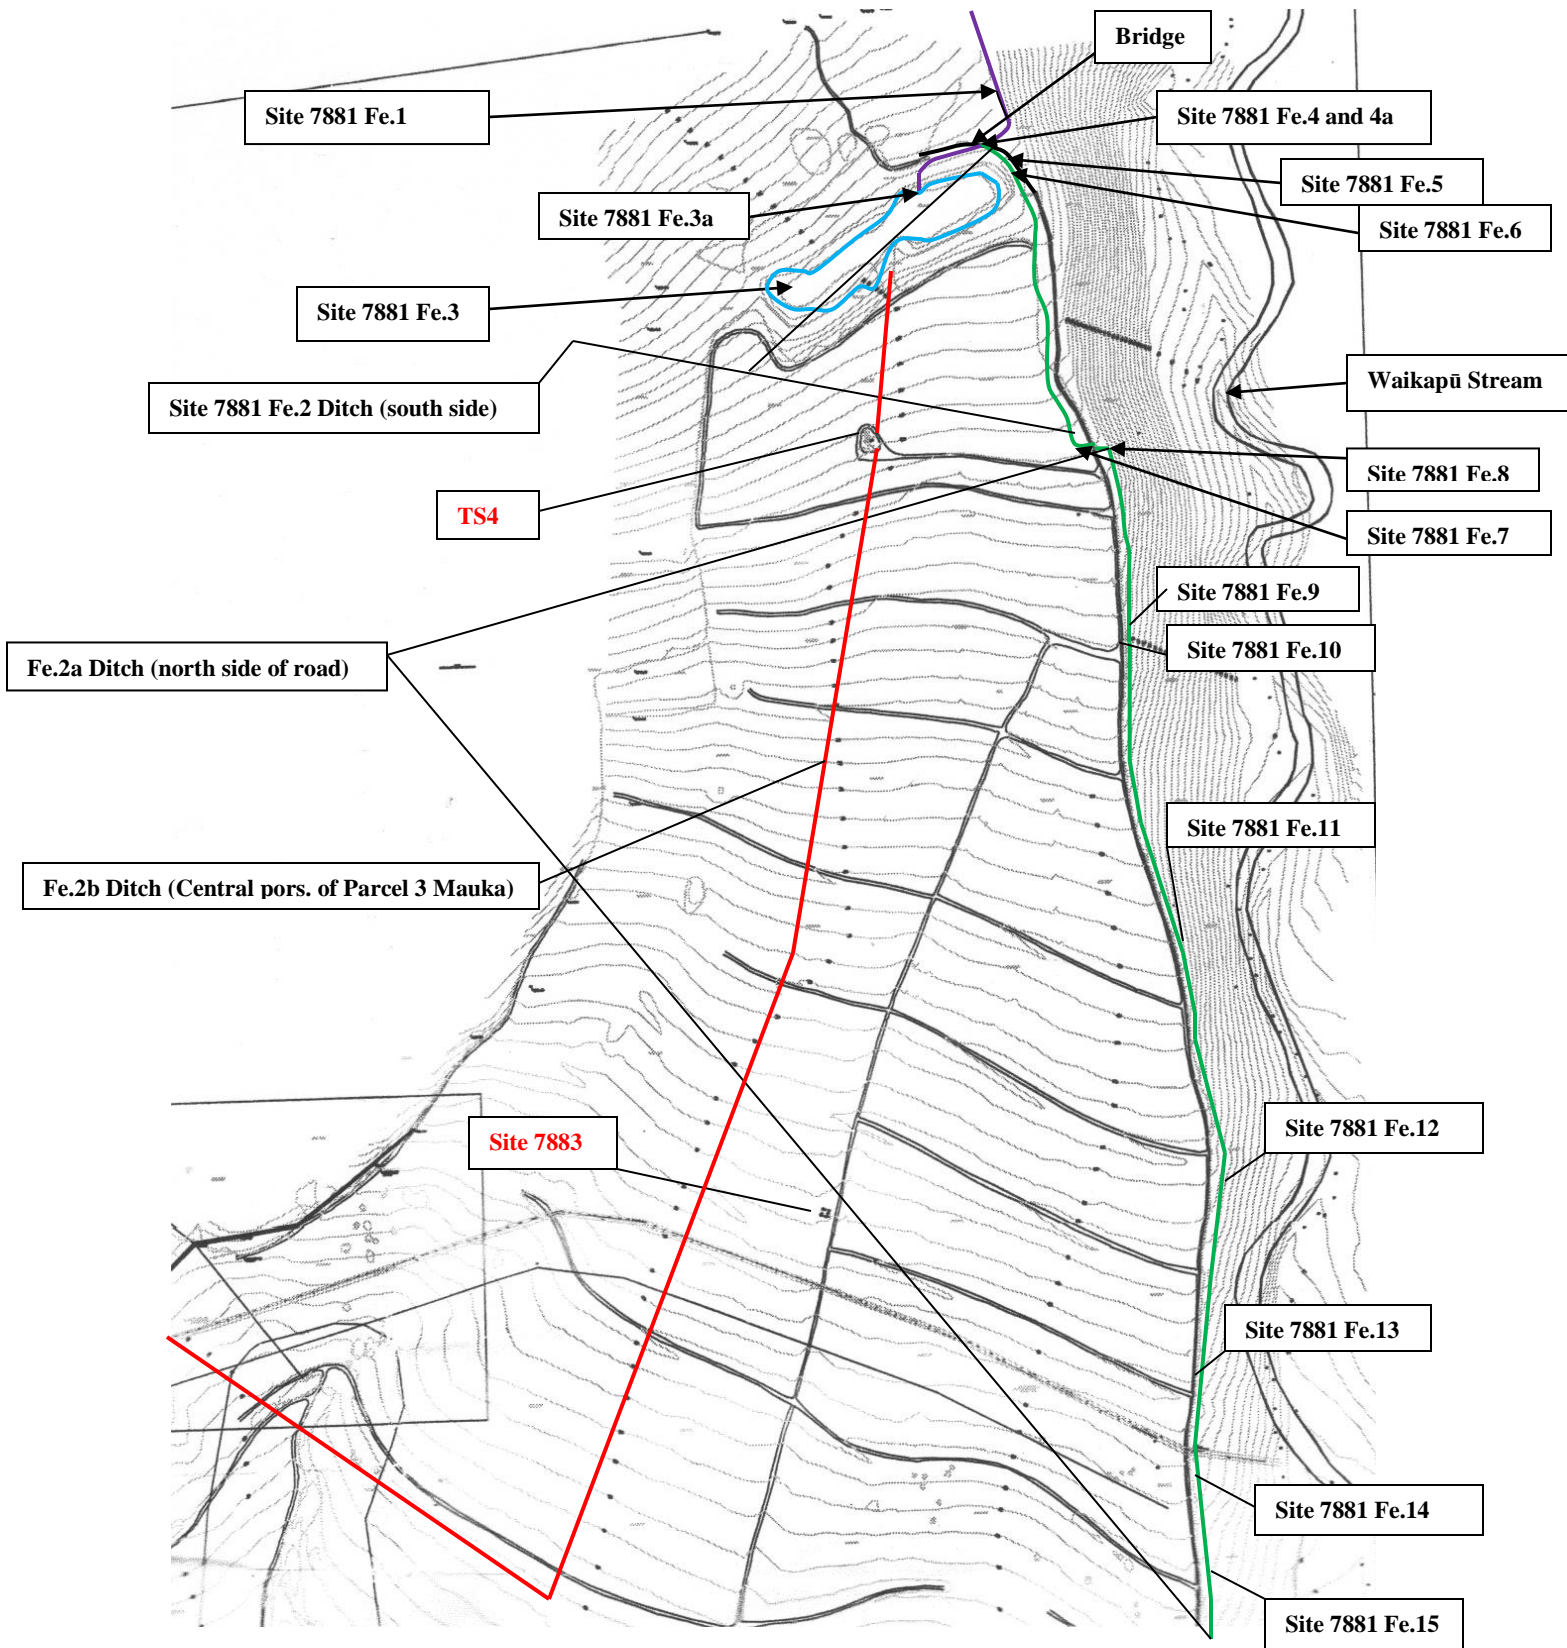 Bridge
Site 7881 Fe.1
Site 7881 Fe.4 and 4a
Site 7881 Fe.5
Site 7881 Fe.3a
Site 7881 Fe.6
Site 7881 Fe.3
Waikapū Stream
Site 7881 Fe.2 Ditch (south side)
Site 7881 Fe.8
TS4
Site 7881 Fe.7
Site 7881 Fe.9
Site 7881 Fe.10
Fe.2a Ditch (north side of road)
Site 7881 Fe.11
Fe.2b Ditch (Central pors. of Parcel 3 Mauka)
Site 7883
Site 7881 Fe.12
Site 7881 Fe.13
Site 7881 Fe.14
Site 7881 Fe.15